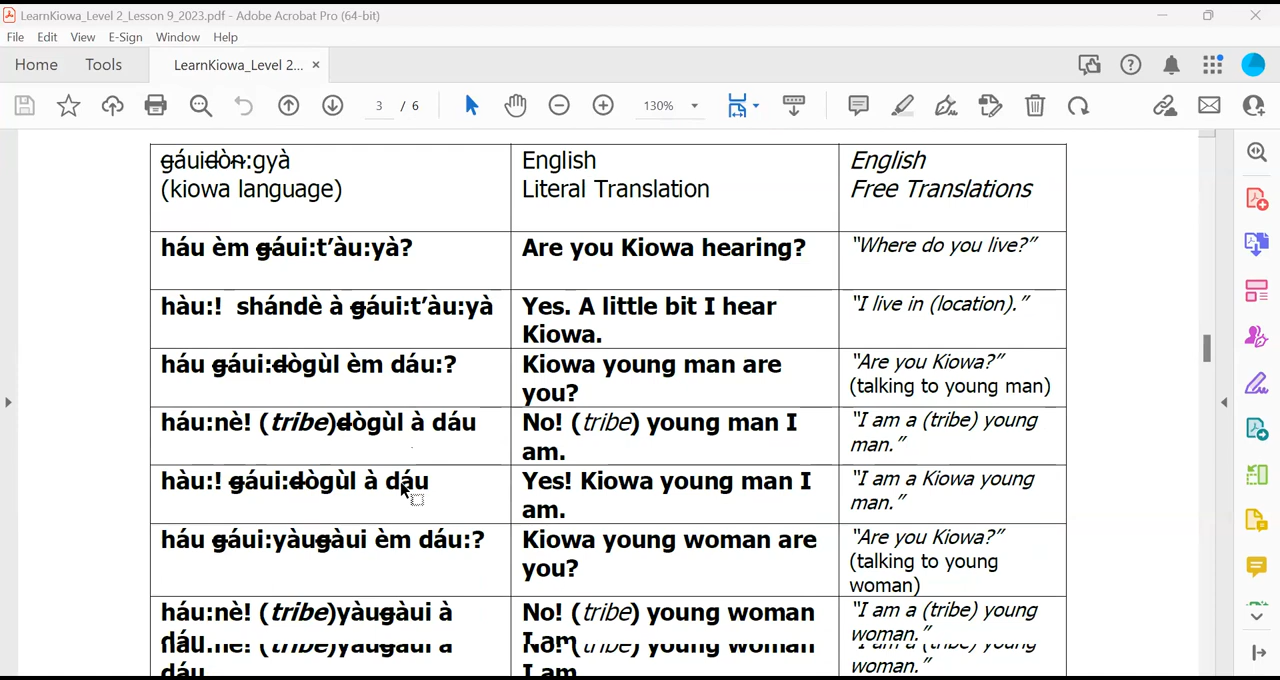 LearnKiowa_Level 2_Lesson 9_2023.pdf - Adobe Acrobat Pro (64-bit)
File Edit View E-Sign Window Help
Home Tools LearnKiowa_Level 2... ×
3 / 6 130%
g̶áuid̶ò̶n̶:gyà
(kiowa language)
English
Literal Translation
English
Free Translations
háu èm g̶áui:t’àu:yà?
Are you Kiowa hearing?
"Where do you live?"
hàu:! shándè à g̶áui:t’àu:yà
Yes. A little bit I hear
Kiowa.
"I live in (location)."
háu g̶áui:d̶ògùl èm dáu:?
Kiowa young man are
you?
"Are you Kiowa?"
(talking to young man)
háu:nè! (tribe)d̶ògùl à dáu
No! (tribe) young man I
am.
"I am a (tribe) young
man."
hàu:! g̶áui:d̶ògùl à dáu
Yes! Kiowa young man I
am.
"I am a Kiowa young
man."
háu g̶áui:yàug̶àui èm dáu:?
Kiowa young woman are
you?
"Are you Kiowa?"
(talking to young
woman)
háu:nè! (tribe)yàug̶àui à
dáu.
No! (tribe) young woman
I am
"I am a (tribe) young
woman."
dáu
I am
woman."